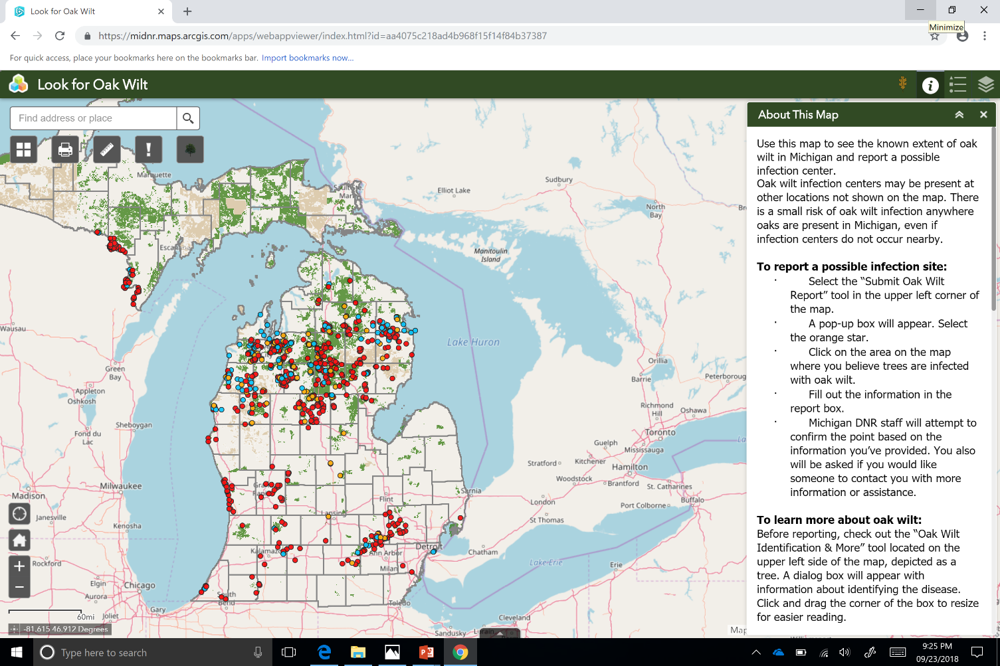 Look for Oak Wilt
https://midnr.maps.arcgis.com/apps/webappviewer/index.html?id=aa4075c218ad4b968f15f14f84b37387
Minimize
For quick access, place your bookmarks here on the bookmarks bar. Import bookmarks now...
Look for Oak Wilt
Find address or place
About This Map
Use this map to see the known extent of oak
wilt in Michigan and report a possible
infection center.
Oak wilt infection centers may be present at
other locations not shown on the map. There
is a small risk of oak wilt infection anywhere
oaks are present in Michigan, even if
infection centers do not occur nearby.
To report a possible infection site:
· Select the “Submit Oak Wilt
Report” tool in the upper left corner of
the map.
· A pop-up box will appear. Select
the orange star.
· Click on the area on the map
where you believe trees are infected
with oak wilt.
· Fill out the information in the
report box.
· Michigan DNR staff will attempt to
confirm the point based on the
information you’ve provided. You also
will be asked if you would like
someone to contact you with more
information or assistance.
To learn more about oak wilt:
Before reporting, check out the “Oak Wilt
Identification & More” tool located on the
upper left side of the map, depicted as a
tree. A dialog box will appear with
information about identifying the disease.
Click and drag the corner of the box to resize
for easier reading.
Marquette
Sudbury
Elliot Lake
North
Bay
Manitoulin
Island
Wausau
Lake Huron
Green
Bay
Orillia
Barrie
Peterboroug
Appleton
Oshkosh
Richmond
Hill
Oshawa
Sheboygan
Fond du
Lac
Toronto
Guelph
Mississauga
Stratford
Kitchener
Hamilton
Woodstock
Brantford
St. Catharines
Milwaukee
Madison
Sarnia
Flint
London
Buffalo
Port Colborne
Janesville
Lansing
St Thomas
Kenosha
Detroit
Chatham
Kalamaz
Ann Arbor
Rockford
Lake Erie
Erie
Milan
Elgin
Chicago
Aurora
South
Bend
Gary
Toledo
Joliet
60mi
Cleveland
Sandusky
-81.615 46.912 Degrees
Map
Type here to search
9:25 PM
09/23/2018